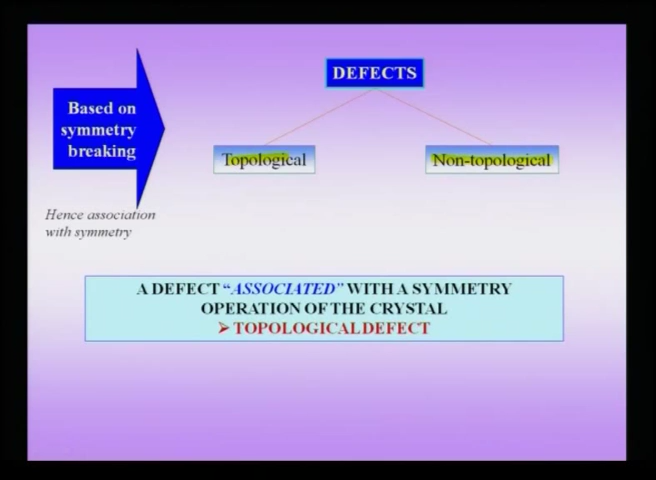 DEFECTS
Based on
symmetry
breaking
Topological
Non-topological
Hence association
with symmetry
A DEFECT “ASSOCIATED” WITH A SYMMETRY
OPERATION OF THE CRYSTAL
➢ TOPOLOGICAL DEFECT